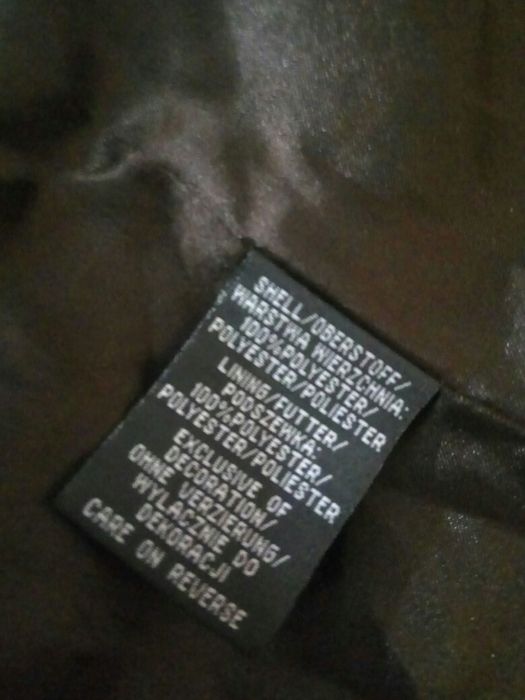 SHELL/OBERSTOFF/
WARSTWA WIERZCHNIA:
100%POLYESTER/
POLYESTER/POLIESTER
LINING/FUTTER/
PODSZEWKA:
100%POLYESTER/
POLYESTER/POLIESTER
EXCLUSIVE OF
DECORATION/
OHNE VERZIERUNG/
WYLACZNIE DO
DEKORACJI
CARE ON REVERSE